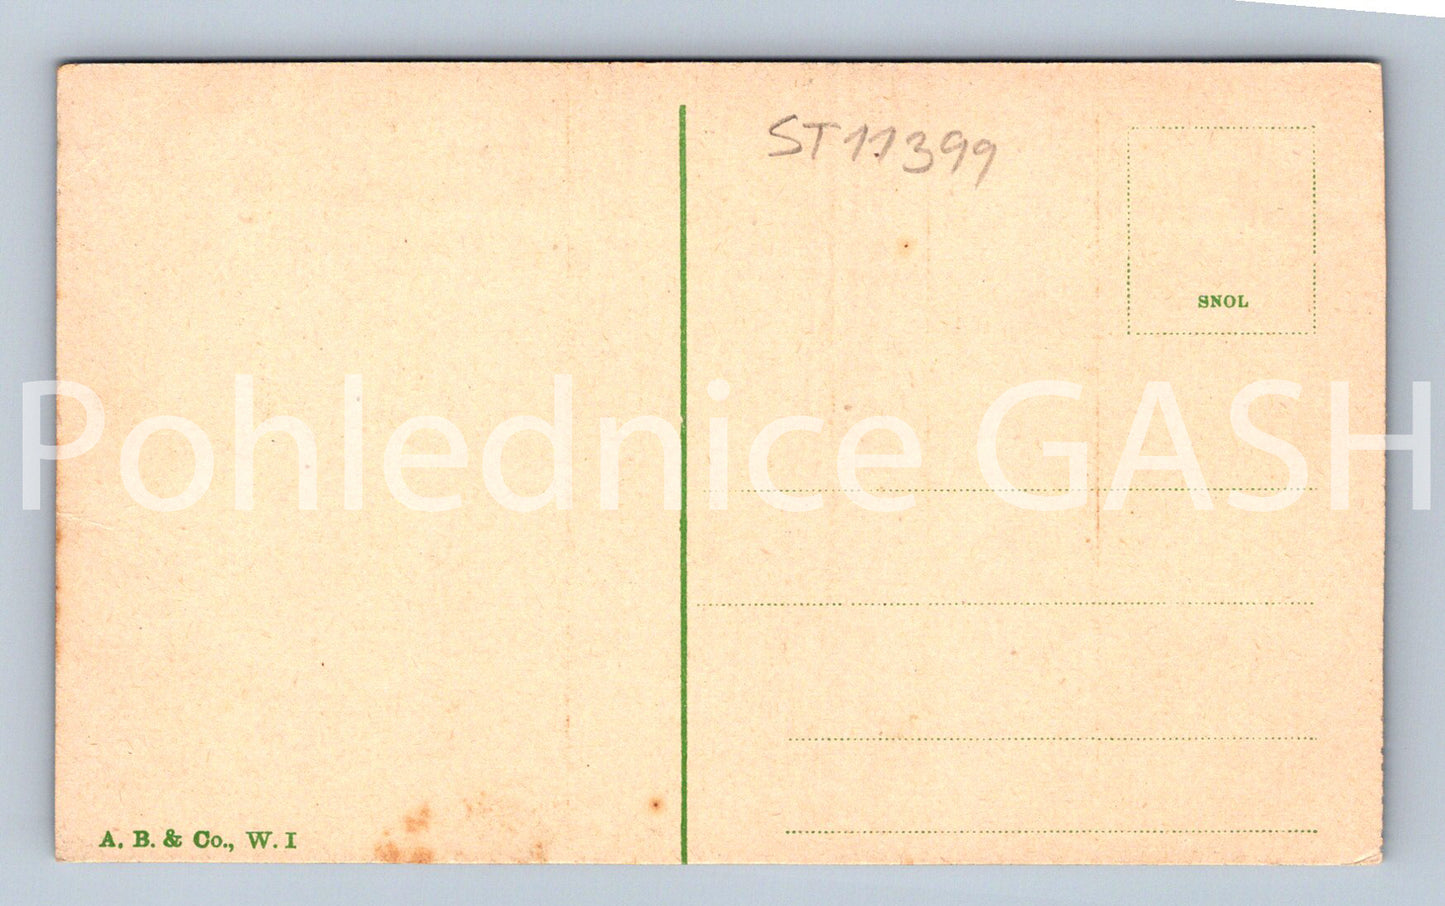 ST11399
SNOL
Pohlednice GASH
A. B. & Co., W. I